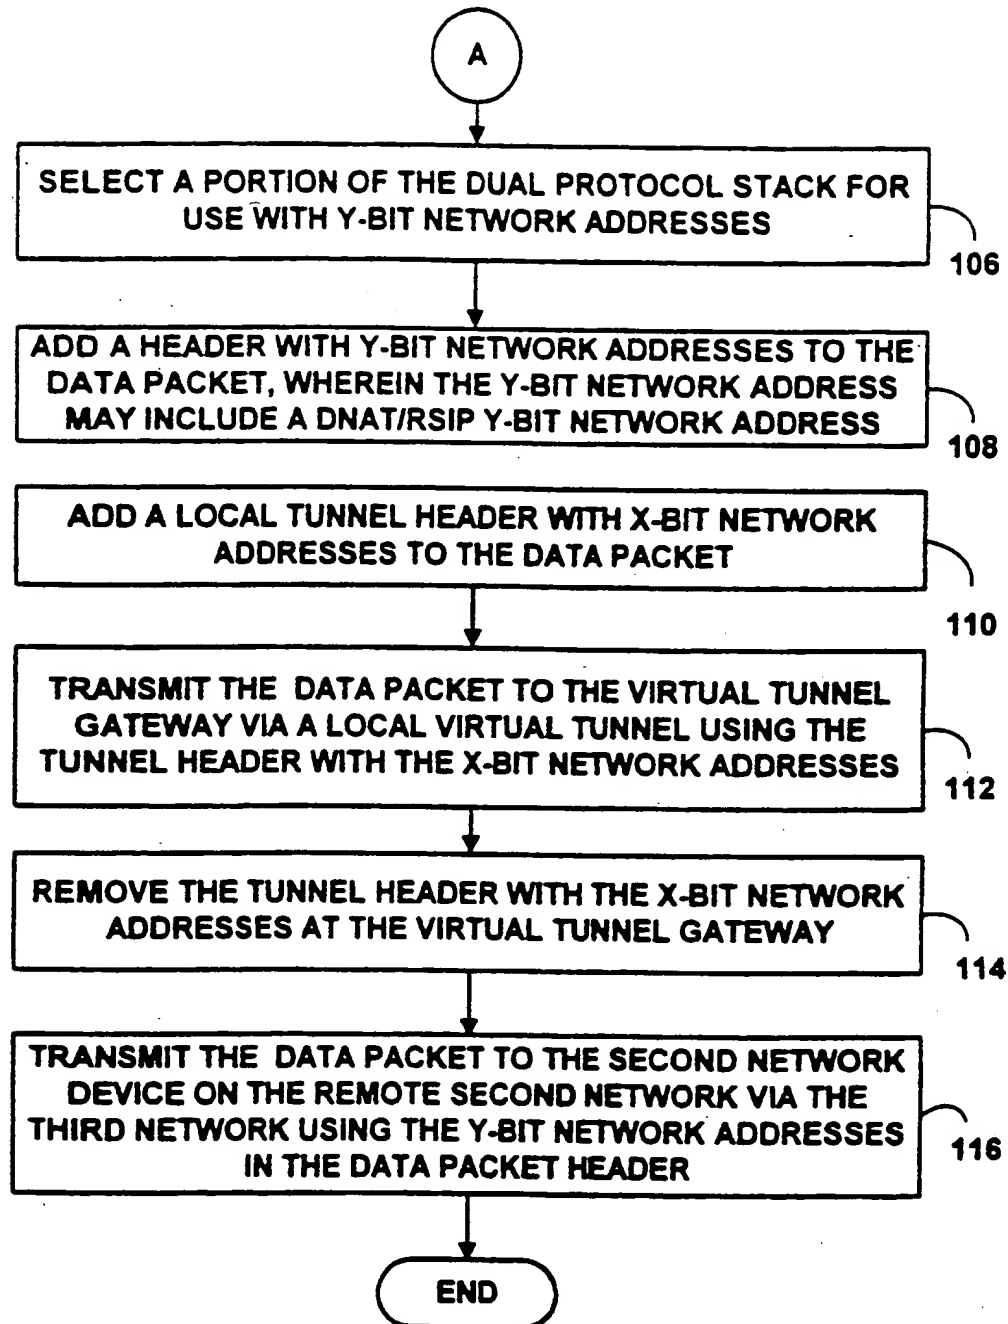 A
SELECT A PORTION OF THE DUAL PROTOCOL STACK FOR
USE WITH Y-BIT NETWORK ADDRESSES
106
ADD A HEADER WITH Y-BIT NETWORK ADDRESSES TO THE
DATA PACKET, WHEREIN THE Y-BIT NETWORK ADDRESS
MAY INCLUDE A DNAT/RSIP Y-BIT NETWORK ADDRESS
108
ADD A LOCAL TUNNEL HEADER WITH X-BIT NETWORK
ADDRESSES TO THE DATA PACKET
110
TRANSMIT THE DATA PACKET TO THE VIRTUAL TUNNEL
GATEWAY VIA A LOCAL VIRTUAL TUNNEL USING THE
TUNNEL HEADER WITH THE X-BIT NETWORK ADDRESSES
112
REMOVE THE TUNNEL HEADER WITH THE X-BIT NETWORK
ADDRESSES AT THE VIRTUAL TUNNEL GATEWAY
114
TRANSMIT THE DATA PACKET TO THE SECOND NETWORK
DEVICE ON THE REMOTE SECOND NETWORK VIA THE
THIRD NETWORK USING THE Y-BIT NETWORK ADDRESSES
IN THE DATA PACKET HEADER
116
END